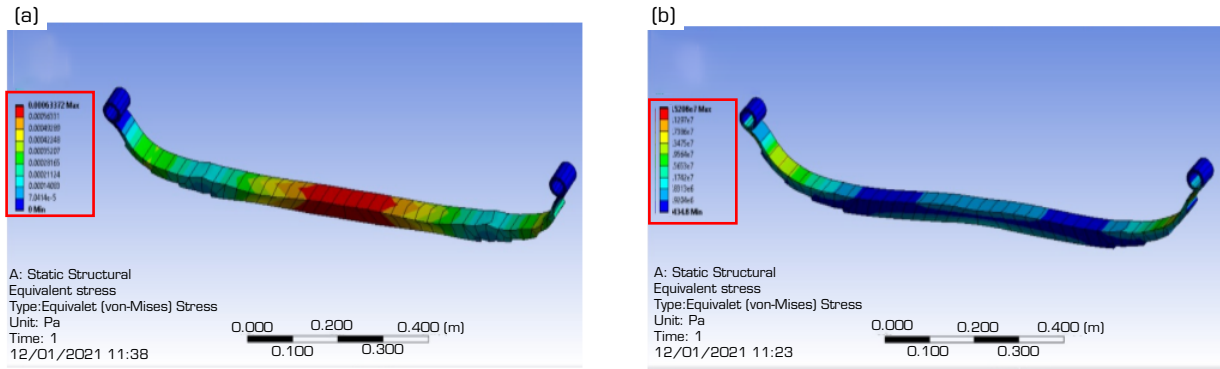 (a)
0.00063372 Max
0.00056331
0.00049289
0.00042248
0.00035207
0.00028165
0.00021124
0.00014083
7.0414e-5
0 Min
A: Static Structural
Equivalent stress
Type:Equivalet (von-Mises) Stress
Unit: Pa
Time: 1
12/01/2021 11:38
0.000 0.200 0.400 (m)
0.100 0.300
(b)
.5208e7 Max
434.8 Min
A: Static Structural
Equivalent stress
Type:Equivalet (von-Mises) Stress
Unit: Pa
Time: 1
12/01/2021 11:23
0.000 0.200 0.400 (m)
0.100 0.300